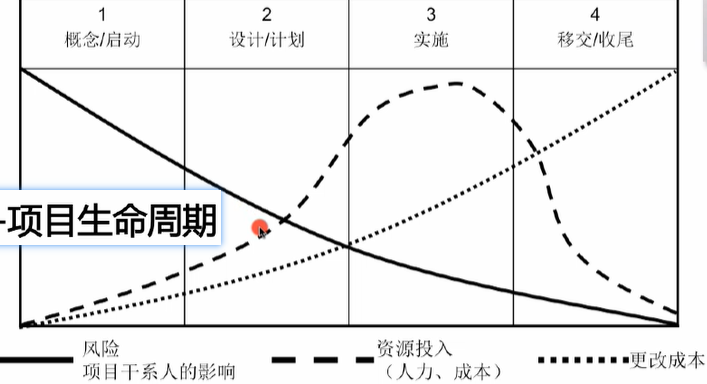 1
概念/启动
2
设计/计划
3
实施
4
移交/收尾
-项目生命周期
风险
项目干系人的影响
资源投入
（人力、成本）
更改成本